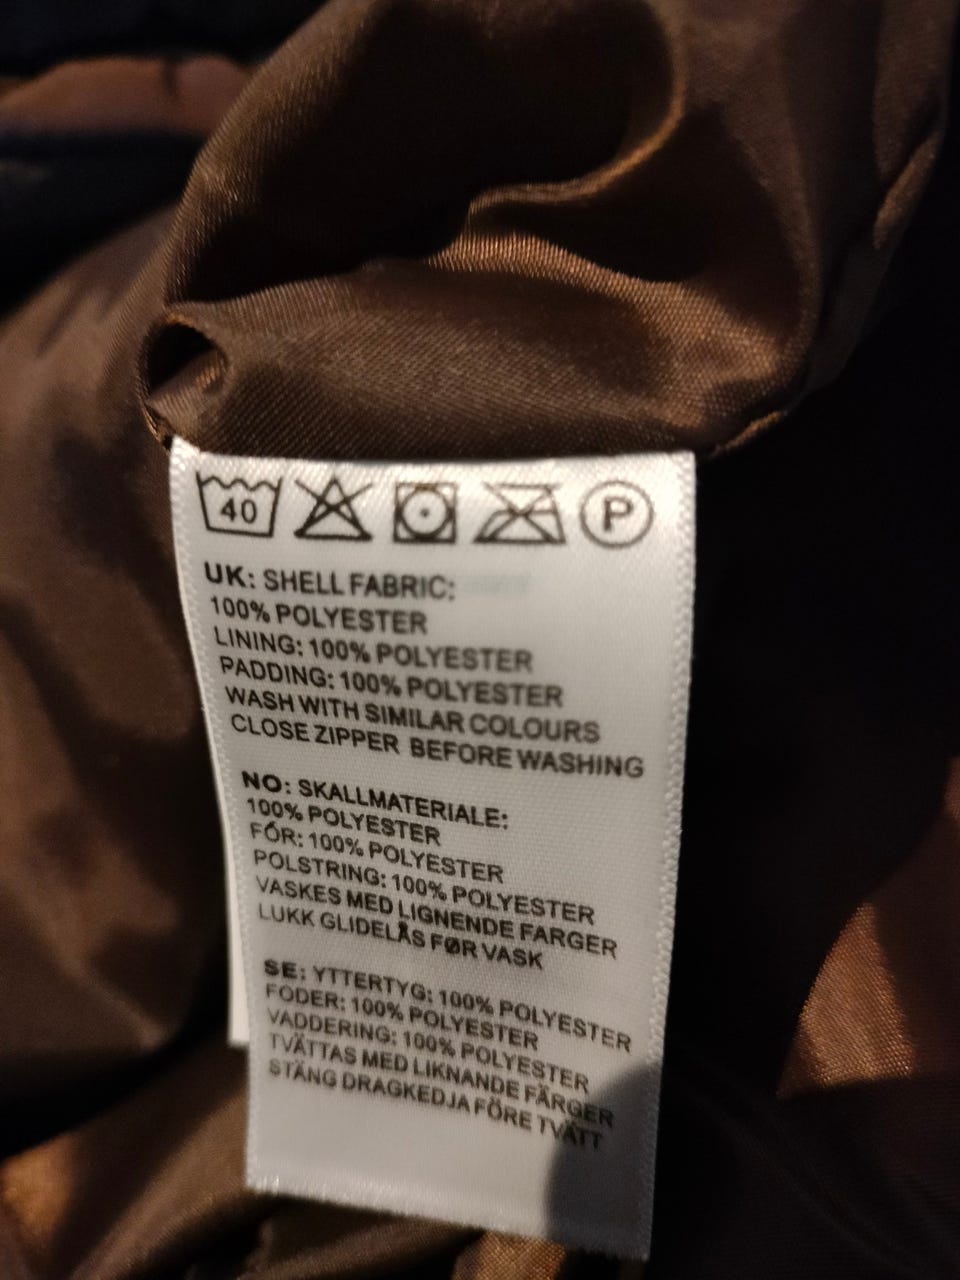 40 P
UK: SHELL FABRIC:
100% POLYESTER
LINING: 100% POLYESTER
PADDING: 100% POLYESTER
WASH WITH SIMILAR COLOURS
CLOSE ZIPPER BEFORE WASHING
NO: SKALLMATERIALE:
100% POLYESTER
FÓR: 100% POLYESTER
POLSTRING: 100% POLYESTER
VASKES MED LIGNENDE FARGER
LUKK GLIDELÅS FØR VASK
SE: YTTERTYG: 100% POLYESTER
FODER: 100% POLYESTER
VADDERING: 100% POLYESTER
TVÄTTAS MED LIKNANDE FÄRGER
STÄNG DRAGKEDJA FÖRE TVÄTT